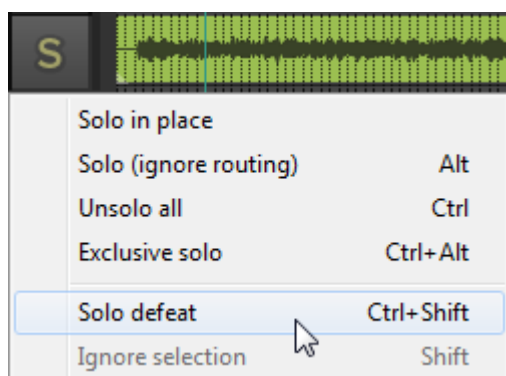 S
Solo in place
Solo (ignore routing) Alt
Unsolo all Ctrl
Exclusive solo Ctrl+Alt
Solo defeat Ctrl+Shift
Ignore selection Shift